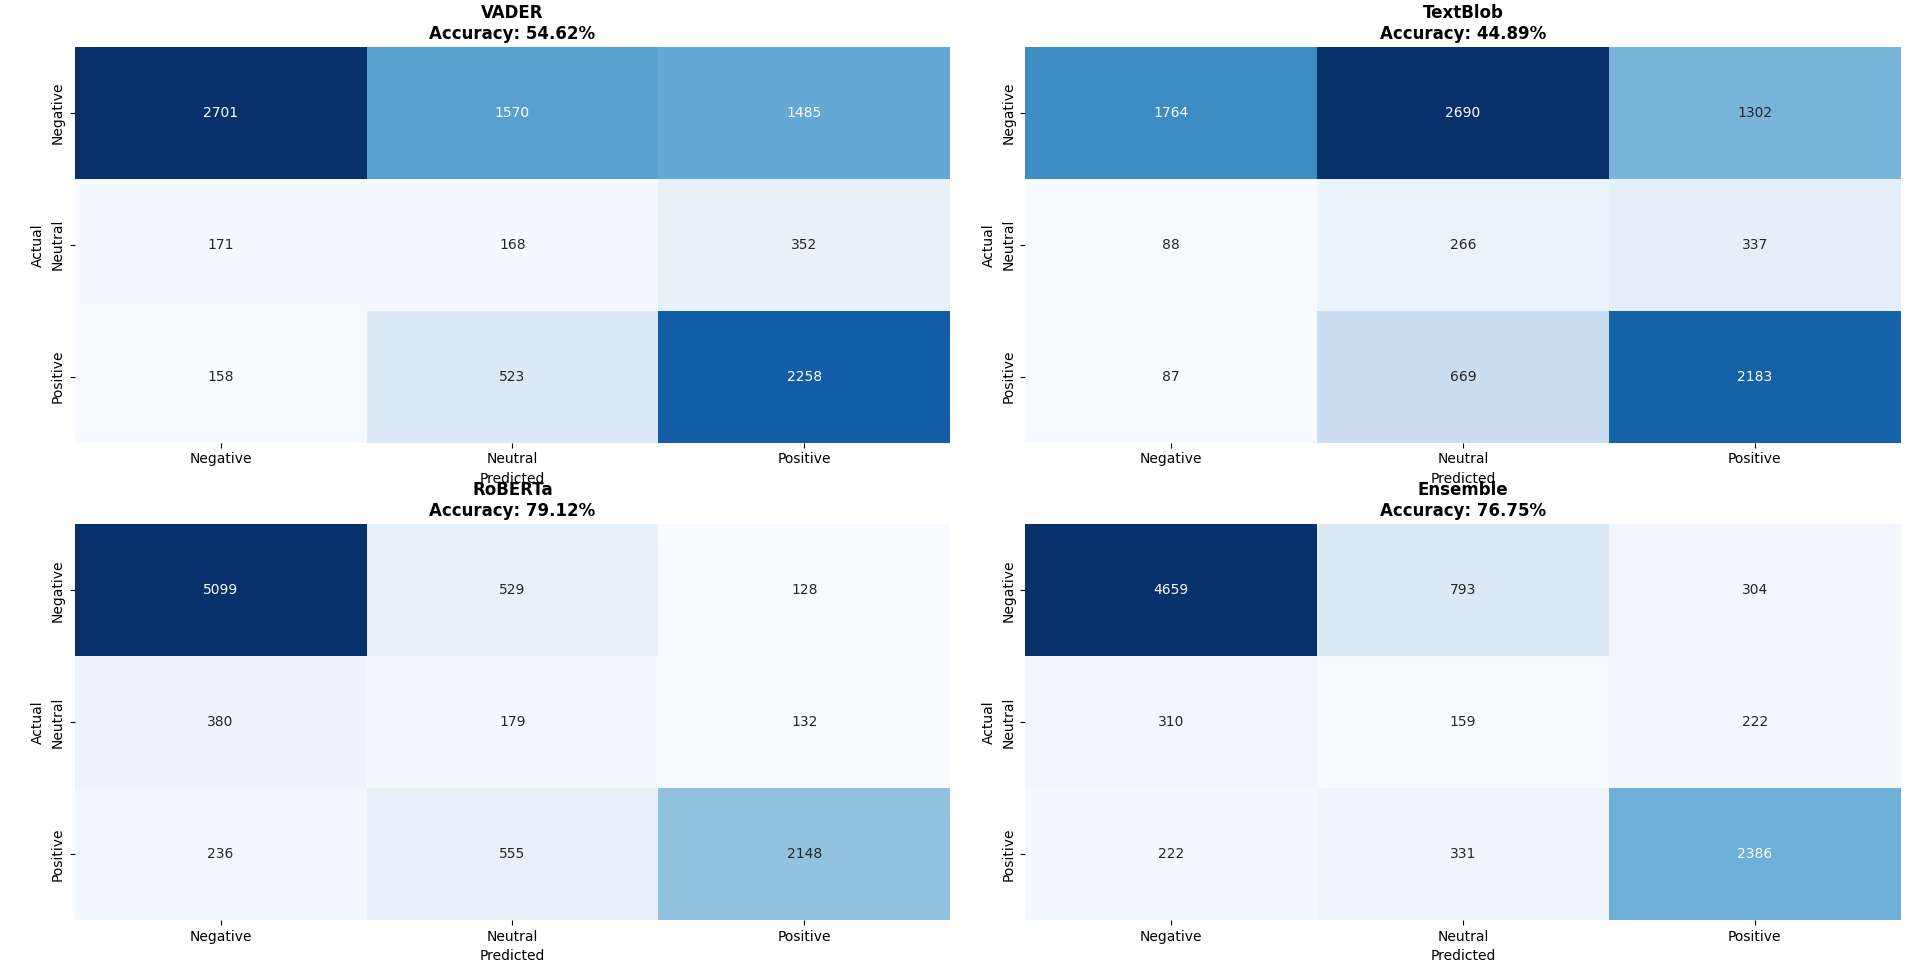 VADER
Accuracy: 54.62%
Negative 2701 1570 1485
Actual
Neutral 171 168 352
Positive 158 523 2258
Negative Neutral Positive
Predicted
TextBlob
Accuracy: 44.89%
Negative 1764 2690 1302
Actual
Neutral 88 266 337
Positive 87 669 2183
Negative Neutral Positive
Predicted
RoBERTa
Accuracy: 79.12%
Negative 5099 529 128
Actual
Neutral 380 179 132
Positive 236 555 2148
Negative Neutral Positive
Predicted
Ensemble
Accuracy: 76.75%
Negative 4659 793 304
Actual
Neutral 310 159 222
Positive 222 331 2386
Negative Neutral Positive
Predicted